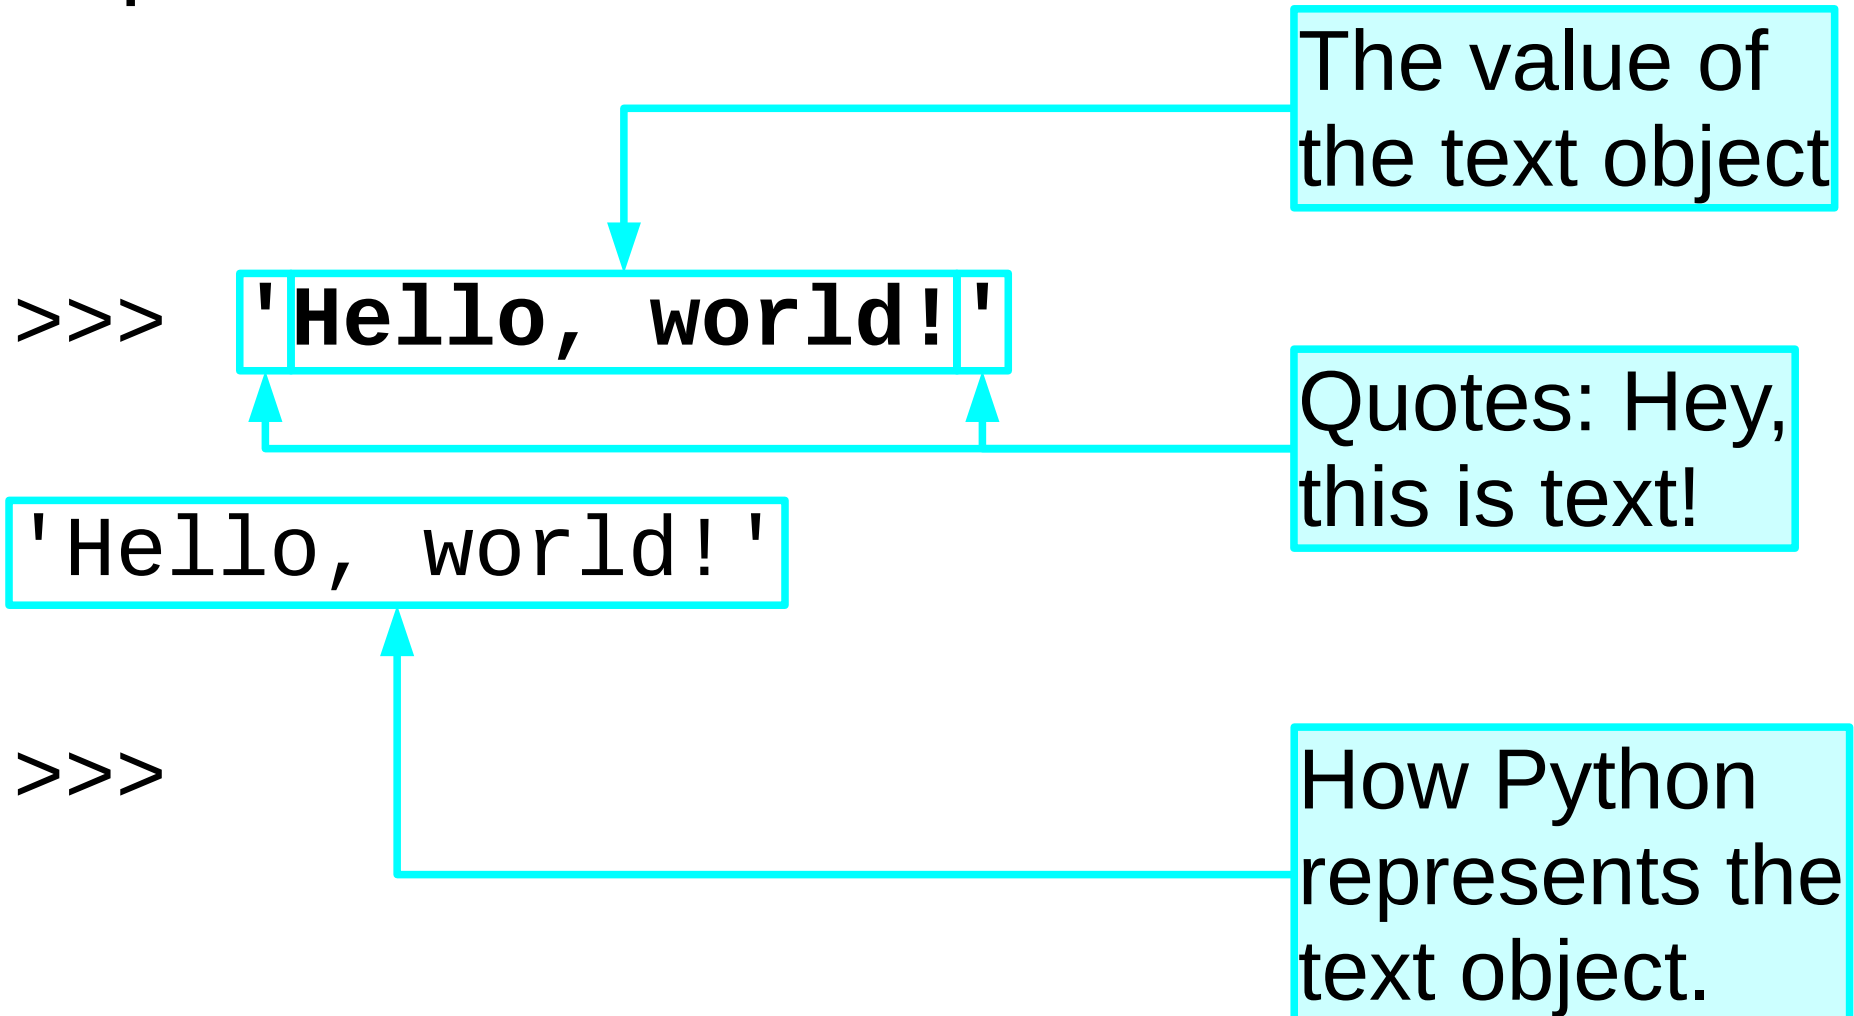 The value of
the text object
>>> 'Hello, world!'
Quotes: Hey,
this is text!
'Hello, world!'
>>>
How Python
represents the
text object.